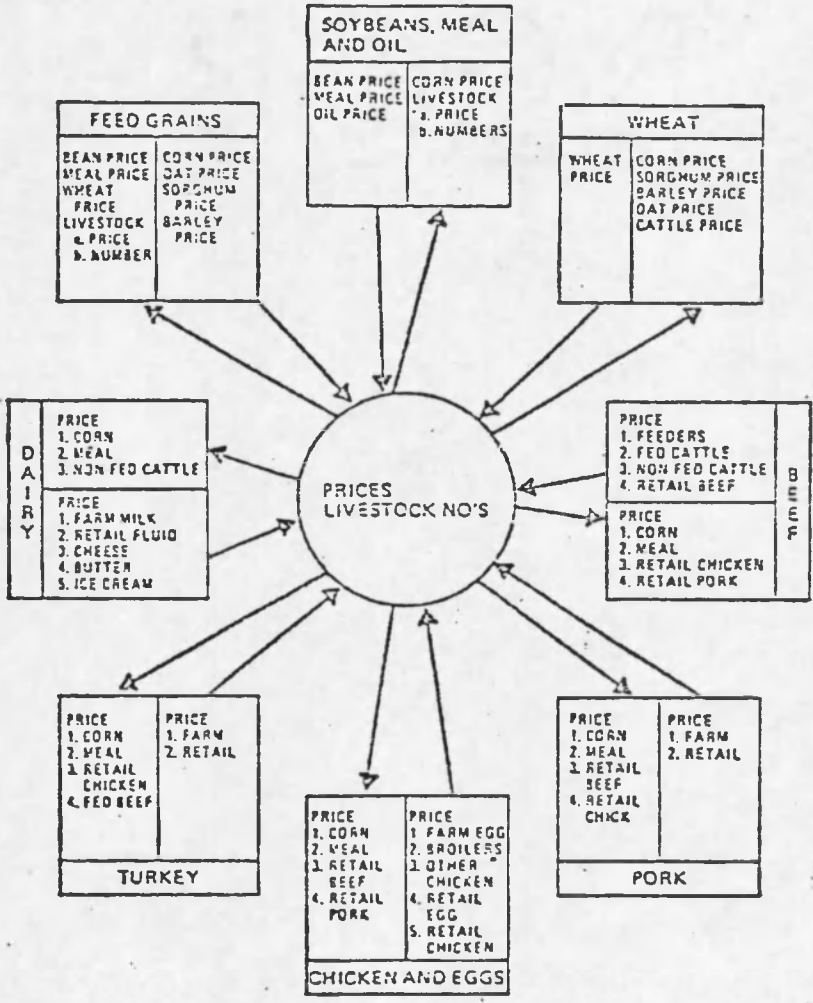 SOYBEANS, MEAL
AND OIL
BEAN PRICE
MEAL PRICE
OIL PRICE
CORN PRICE
LIVESTOCK
a. PRICE
b. NUMBERS
FEED GRAINS
BEAN PRICE
MEAL PRICE
WHEAT
PRICE
LIVESTOCK
a. PRICE
b. NUMBER
CORN PRICE
OAT PRICE
SORGHUM
PRICE
BARLEY
PRICE
WHEAT
WHEAT
PRICE
CORN PRICE
SORGHUM PRICE
BARLEY PRICE
OAT PRICE
CATTLE PRICE
DAIRY
PRICE
1. CORN
2. MEAL
3. NON FED CATTLE
PRICE
1. FARM MILK
2. RETAIL FLUID
3. CHEESE
4. BUTTER
5. ICE CREAM
PRICES
LIVESTOCK NO'S
PRICE
1. FEEDERS
2. FED CATTLE
3. NON FED CATTLE
4. RETAIL BEEF
PRICE
1. CORN
2. MEAL
3. RETAIL CHICKEN
4. RETAIL PORK
BEEF
PRICE
1. CORN
2. MEAL
3. RETAIL
CHICKEN
4. FED BEEF
PRICE
1. FARM
2. RETAIL
TURKEY
PRICE
1. CORN
2. MEAL
3. RETAIL
BEEF
4. RETAIL
PORK
PRICE
1 FARM EGG
2. BROILERS
3. OTHER
CHICKEN
4. RETAIL
EGG
5. RETAIL
CHICKEN
CHICKEN AND EGGS
PRICE
1. CORN
2. MEAL
3. RETAIL
BEEF
4. RETAIL
CHICK
PRICE
1. FARM
2. RETAIL
PORK